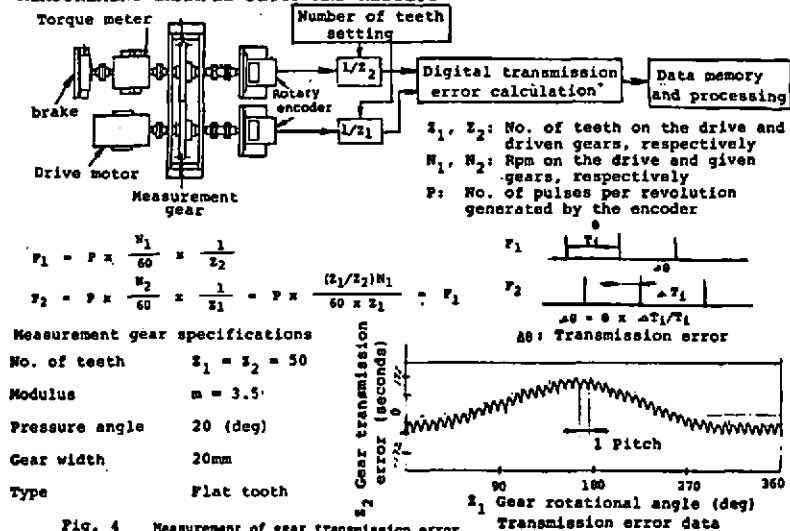 Torque meter
Number of teeth
setting
1/Z₂
Digital transmission
error calculation
Data memory
and processing
Rotary
encoder
brake
1/Z₁
Drive motor
Measurement
gear
Z₁, Z₂: No. of teeth on the drive and
driven gears, respectively
N₁, N₂: Rpm on the drive and given
gears, respectively
P: No. of pulses per revolution
generated by the encoder
F₁ = P x N₁/60 x 1/Z₂
F₂ = P x N₂/60 x 1/Z₁ = P x (Z₁/Z₂)N₁/60 x Z₁ = F₁
θ
F₁
Tᵢ
Δθ
F₂
ΔTᵢ
Δθ = θ x ΔTᵢ/Tᵢ
Δθ: Transmission error
Measurement gear specifications
No. of teeth Z₁ = Z₂ = 50
Modulus m = 3.5
Pressure angle 20 (deg)
Gear width 20mm
Type Flat tooth
Z₂ Gear transmission
error (seconds)
0
1 Pitch
90 180 270 360
Z₁ Gear rotational angle (deg)
Transmission error data
Fig. 4 Measurement of gear transmission error